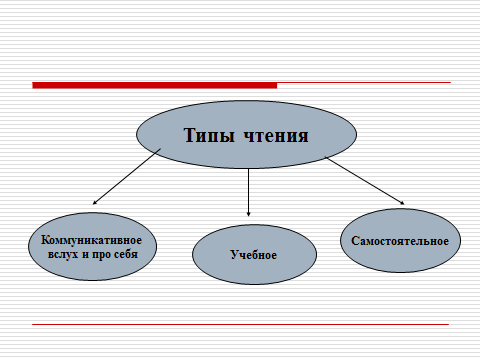 Типы чтения
Коммуникативное
вслух и про себя
Учебное
Самостоятельное